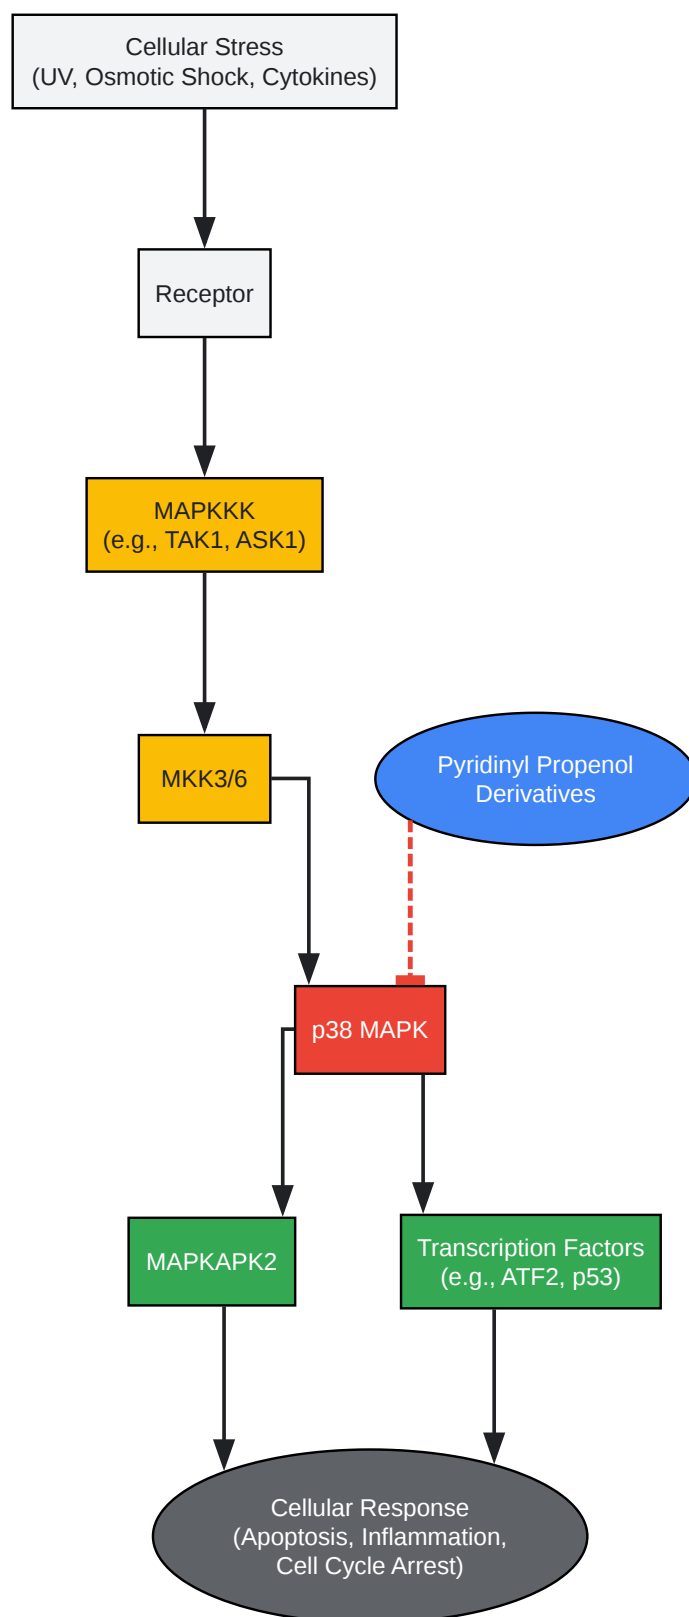 Cellular Stress
(UV, Osmotic Shock, Cytokines)
Receptor
MAPKKK
(e.g., TAK1, ASK1)
MKK3/6
Pyridinyl Propenol
Derivatives
p38 MAPK
MAPKAPK2
Transcription Factors
(e.g., ATF2, p53)
Cellular Response
(Apoptosis, Inflammation,
Cell Cycle Arrest)